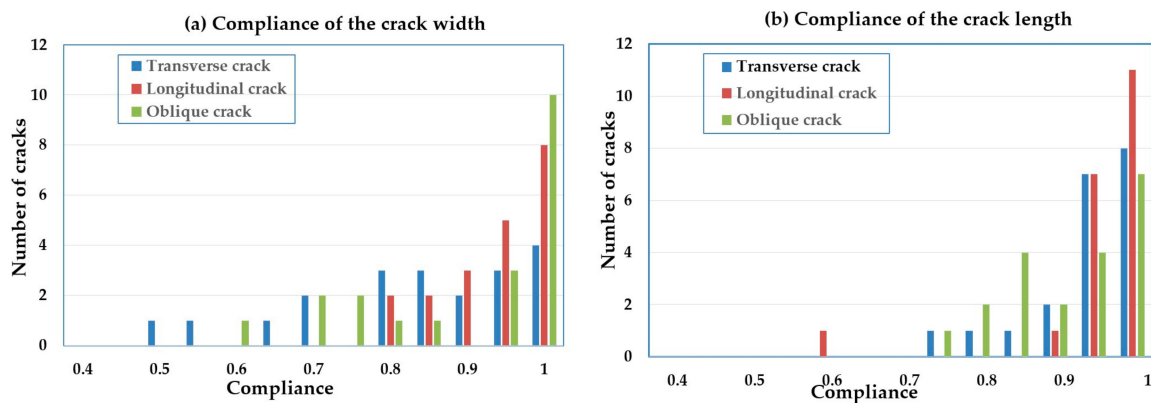 (a) Compliance of the crack width
12
10
8
6
4
2
0
Number of cracks
Transverse crack
Longitudinal crack
Oblique crack
0.4 0.5 0.6 0.7 0.8 0.9 1
Compliance
(b) Compliance of the crack length
12
10
8
6
4
2
0
Number of cracks
Transverse crack
Longitudinal crack
Oblique crack
0.4 0.5 0.6 0.7 0.8 0.9 1
Compliance